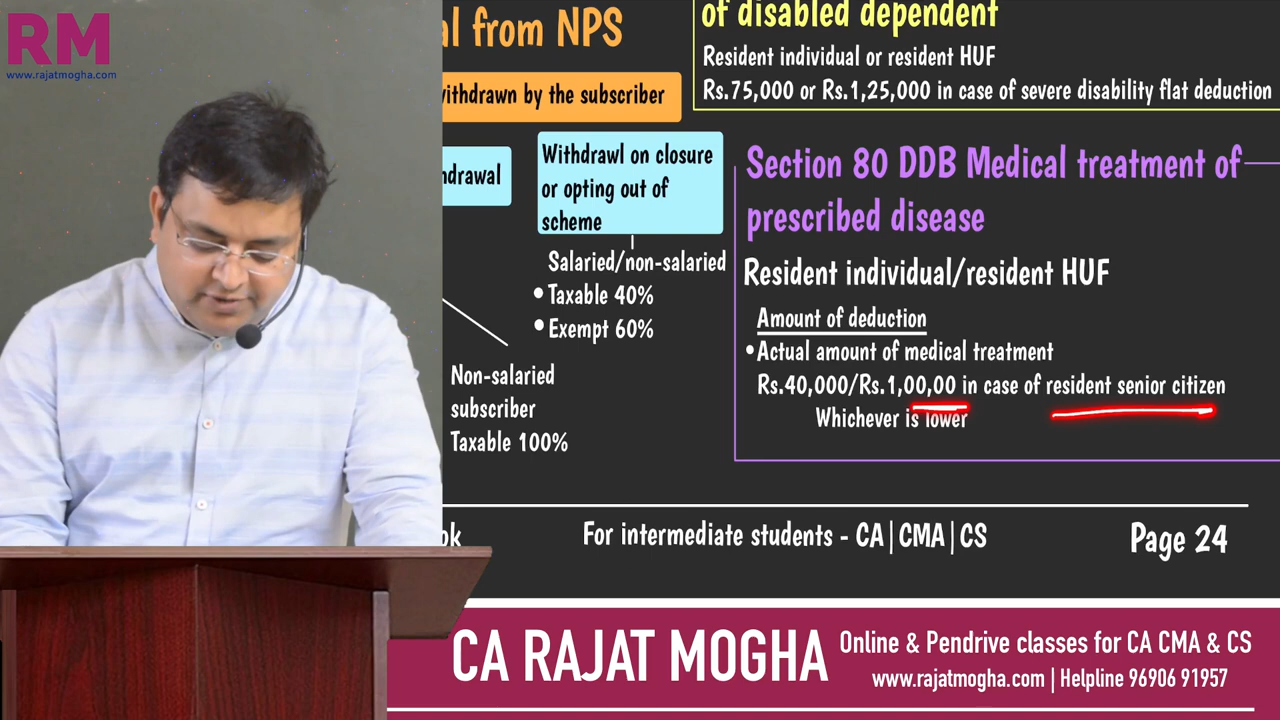 RM
www.rajatmogha.com
al from NPS
withdrawn by the subscriber
ndrawal
Withdrawl on closure
or opting out of
scheme
Salaried/non-salaried
•Taxable 40%
•Exempt 60%
Non-salaried
subscriber
Taxable 100%
of disabled dependent
Resident individual or resident HUF
Rs.75,000 or Rs.1,25,000 in case of severe disability flat deduction
Section 80 DDB Medical treatment of
prescribed disease
Resident individual/resident HUF
Amount of deduction
•Actual amount of medical treatment
Rs.40,000/Rs.1,00,00 in case of resident senior citizen
Whichever is lower
ok
For intermediate students - CA|CMA|CS
Page 24
CA RAJAT MOGHA
Online & Pendrive classes for CA CMA & CS
www.rajatmogha.com | Helpline 96906 91957